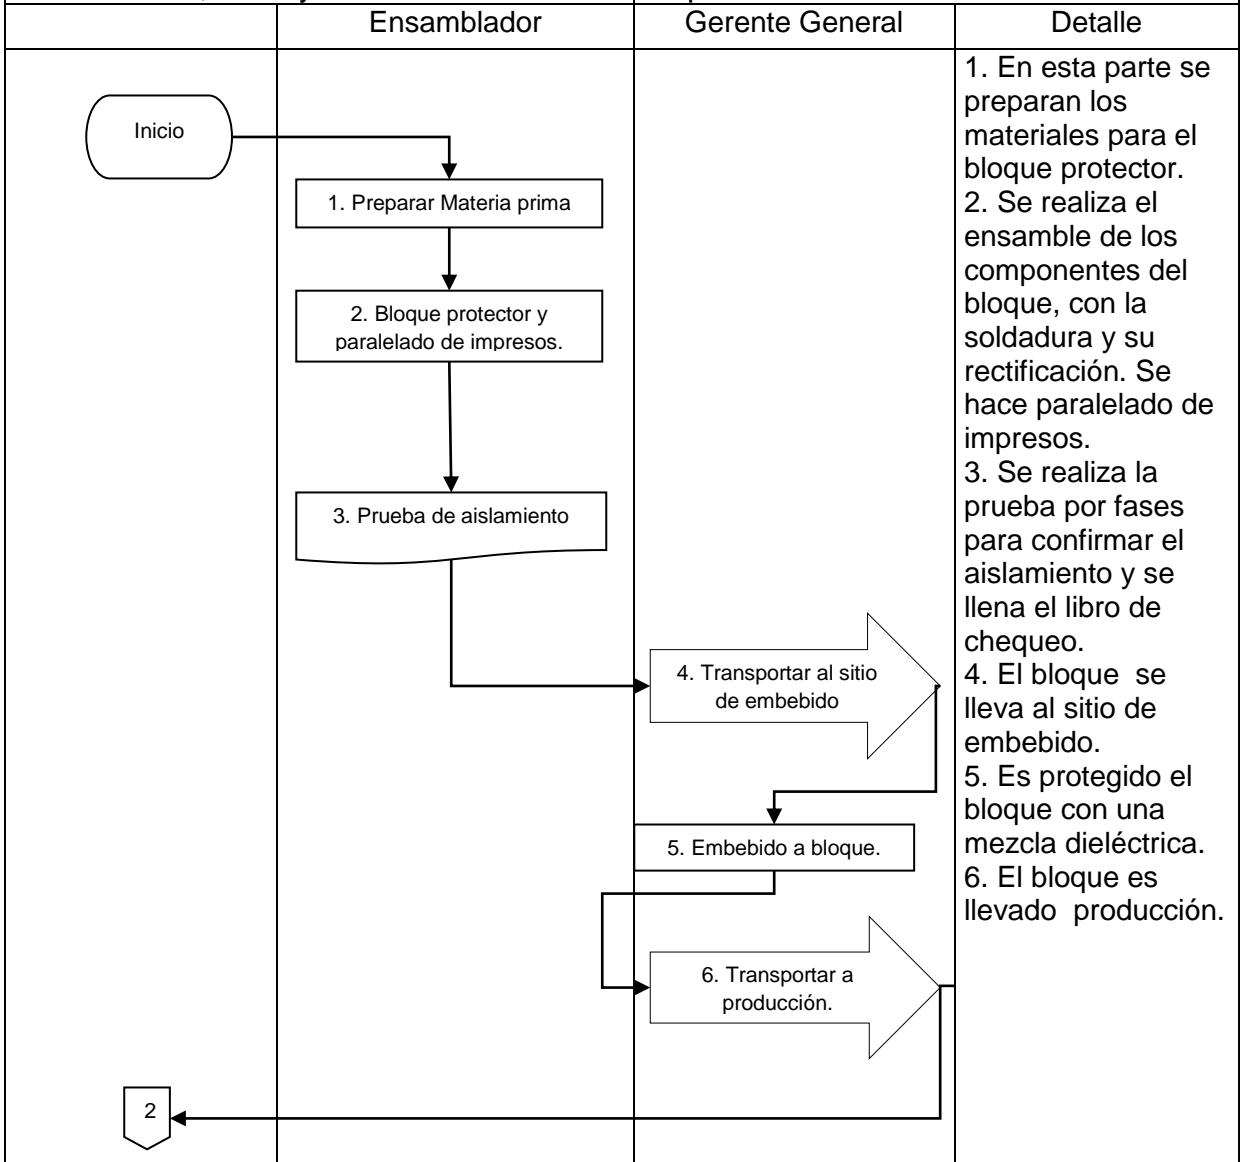 Ensamblador
Gerente General
Detalle
Inicio
1. Preparar Materia prima
2. Bloque protector y
paralelado de impresos.
3. Prueba de aislamiento
4. Transportar al sitio
de embebido
5. Embebido a bloque.
6. Transportar a
producción.
2
1. En esta parte se
preparan los
materiales para el
bloque protector.
2. Se realiza el
ensamble de los
componentes del
bloque, con la
soldadura y su
rectificación. Se
hace paralelado de
impresos.
3. Se realiza la
prueba por fases
para confirmar el
aislamiento y se
llena el libro de
chequeo.
4. El bloque  se
lleva al sitio de
embebido.
5. Es protegido el
bloque con una
mezcla dieléctrica.
6. El bloque es
llevado  producción.